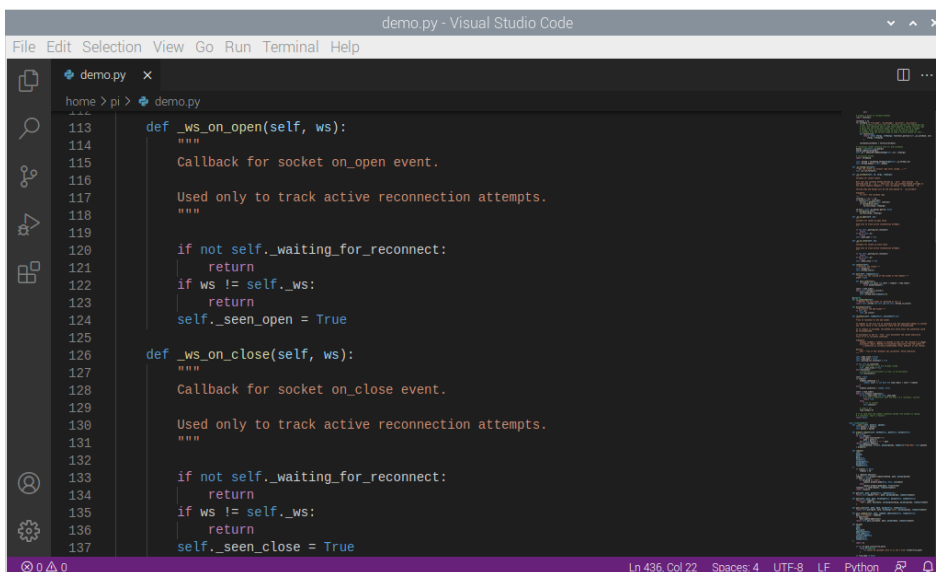 demo.py - Visual Studio Code
File Edit Selection View Go Run Terminal Help
demo.py
home > pi > demo.py
112
113 def _ws_on_open(self, ws):
114 """
115 Callback for socket on_open event.
116
117 Used only to track active reconnection attempts.
118 """
119
120 if not self._waiting_for_reconnect:
121 return
122 if ws != self._ws:
123 return
124 self._seen_open = True
125
126 def _ws_on_close(self, ws):
127 """
128 Callback for socket on_close event.
129
130 Used only to track active reconnection attempts.
131 """
132
133 if not self._waiting_for_reconnect:
134 return
135 if ws != self._ws:
136 return
137 self._seen_close = True
0 0 Ln 436, Col 22 Spaces: 4 UTF-8 LF Python